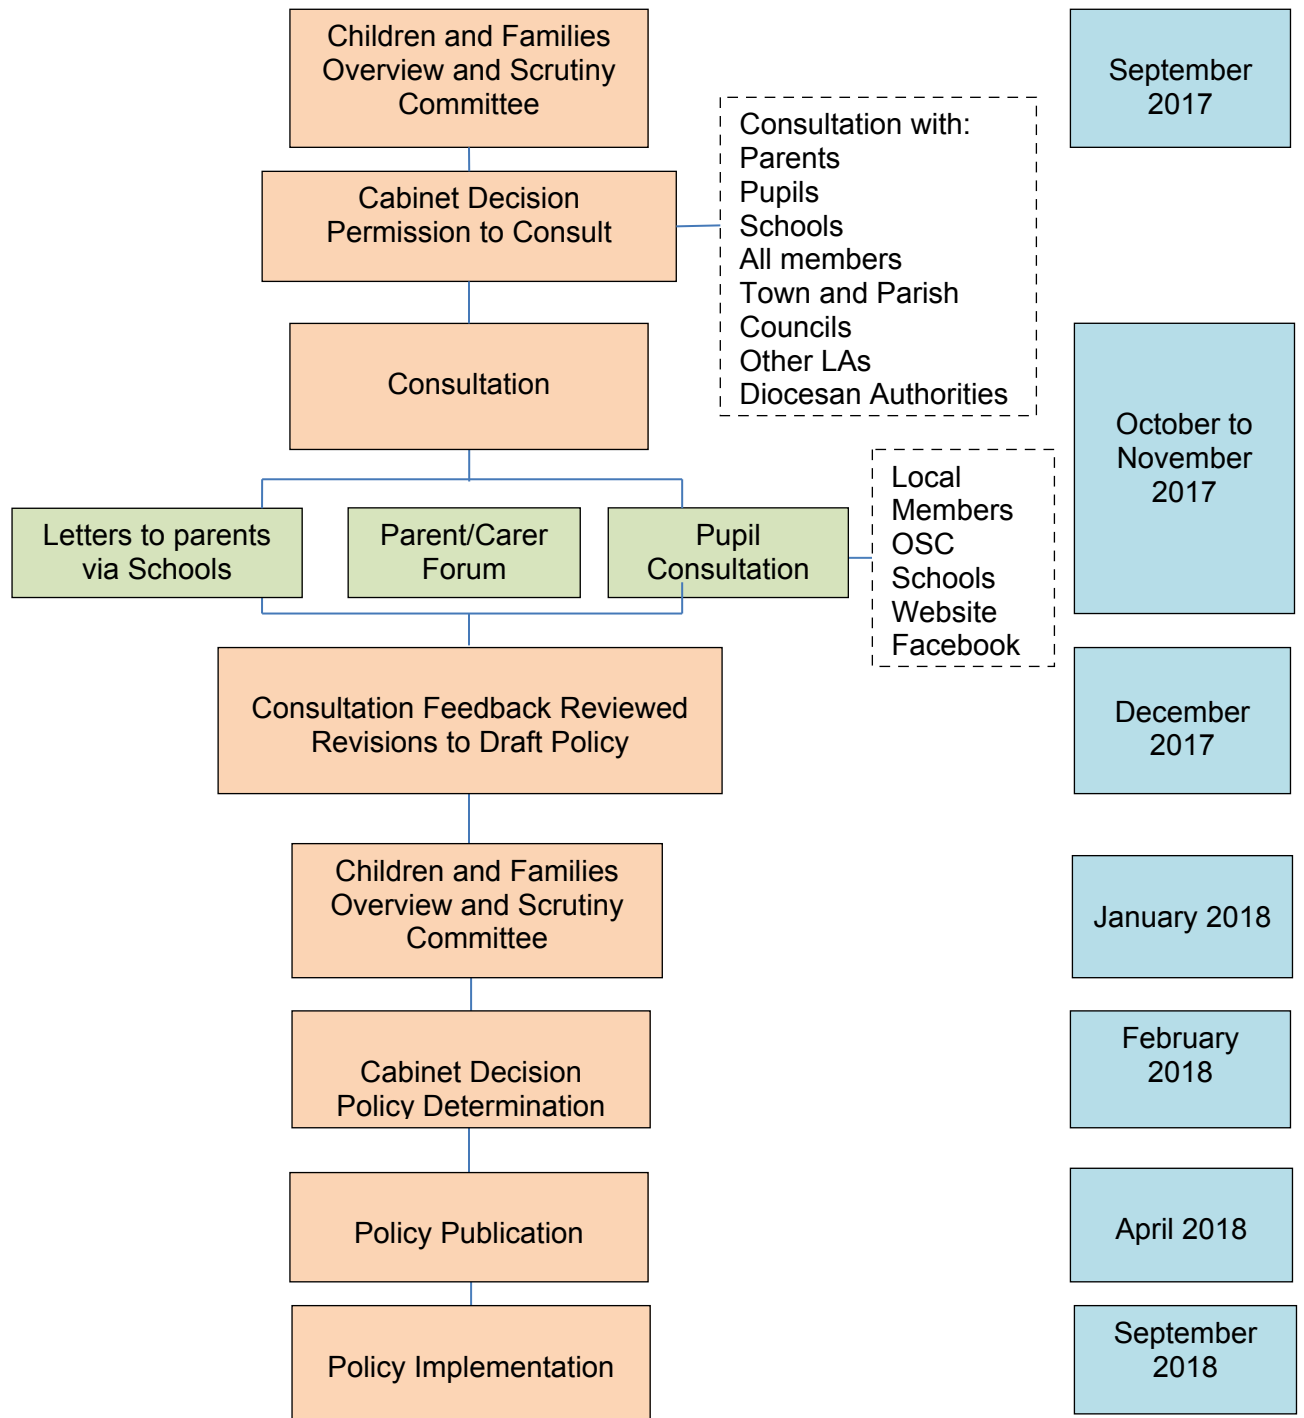 Children and Families
Overview and Scrutiny
Committee
September
2017
Consultation with:
Parents
Pupils
Schools
All members
Town and Parish
Councils
Other LAs
Diocesan Authorities
Cabinet Decision
Permission to Consult
Consultation
October to
November
2017
Letters to parents
via Schools
Parent/Carer
Forum
Pupil
Consultation
Local
Members
OSC
Schools
Website
Facebook
Consultation Feedback Reviewed
Revisions to Draft Policy
December
2017
Children and Families
Overview and Scrutiny
Committee
January 2018
Cabinet Decision
Policy Determination
February
2018
Policy Publication
April 2018
Policy Implementation
September
2018